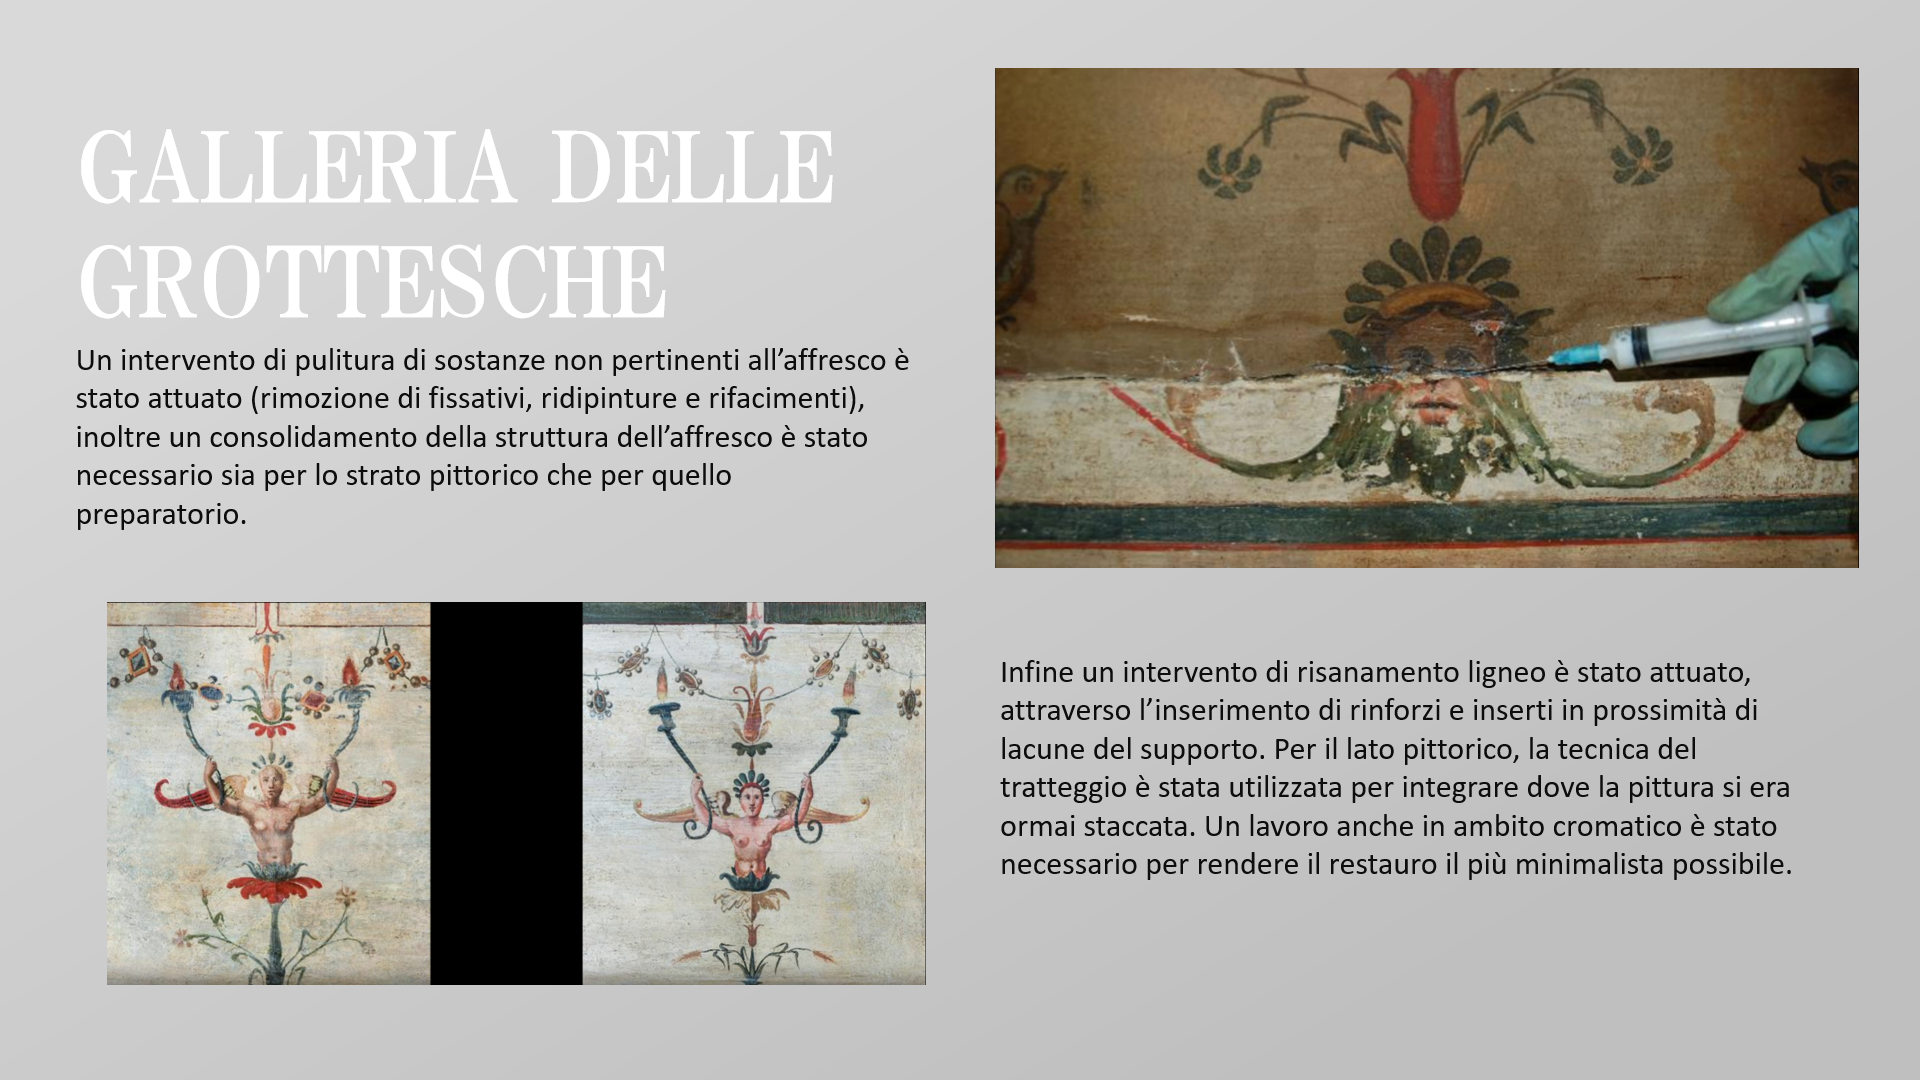 GALLERIA DELLE
GROTTESCHE
Un intervento di pulitura di sostanze non pertinenti all’affresco è
stato attuato (rimozione di fissativi, ridipinture e rifacimenti),
inoltre un consolidamento della struttura dell’affresco è stato
necessario sia per lo strato pittorico che per quello
preparatorio.
Infine un intervento di risanamento ligneo è stato attuato,
attraverso l’inserimento di rinforzi e inserti in prossimità di
lacune del supporto. Per il lato pittorico, la tecnica del
tratteggio è stata utilizzata per integrare dove la pittura si era
ormai staccata. Un lavoro anche in ambito cromatico è stato
necessario per rendere il restauro il più minimalista possibile.